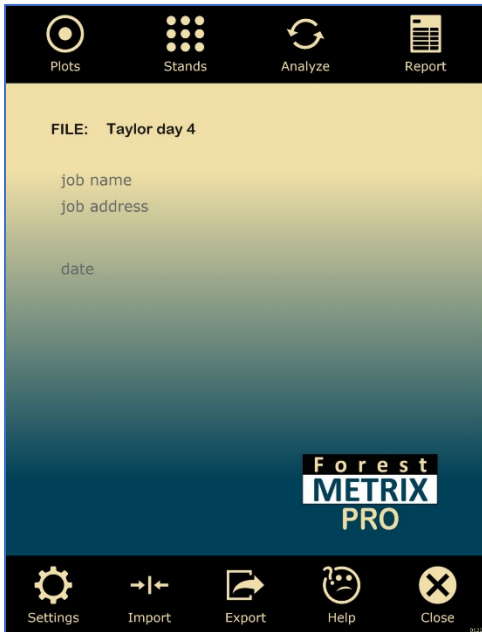 Plots Stands Analyze Report
FILE: Taylor day 4
job name
job address
date
Forest
METRIX
PRO
Settings Import Export Help Close